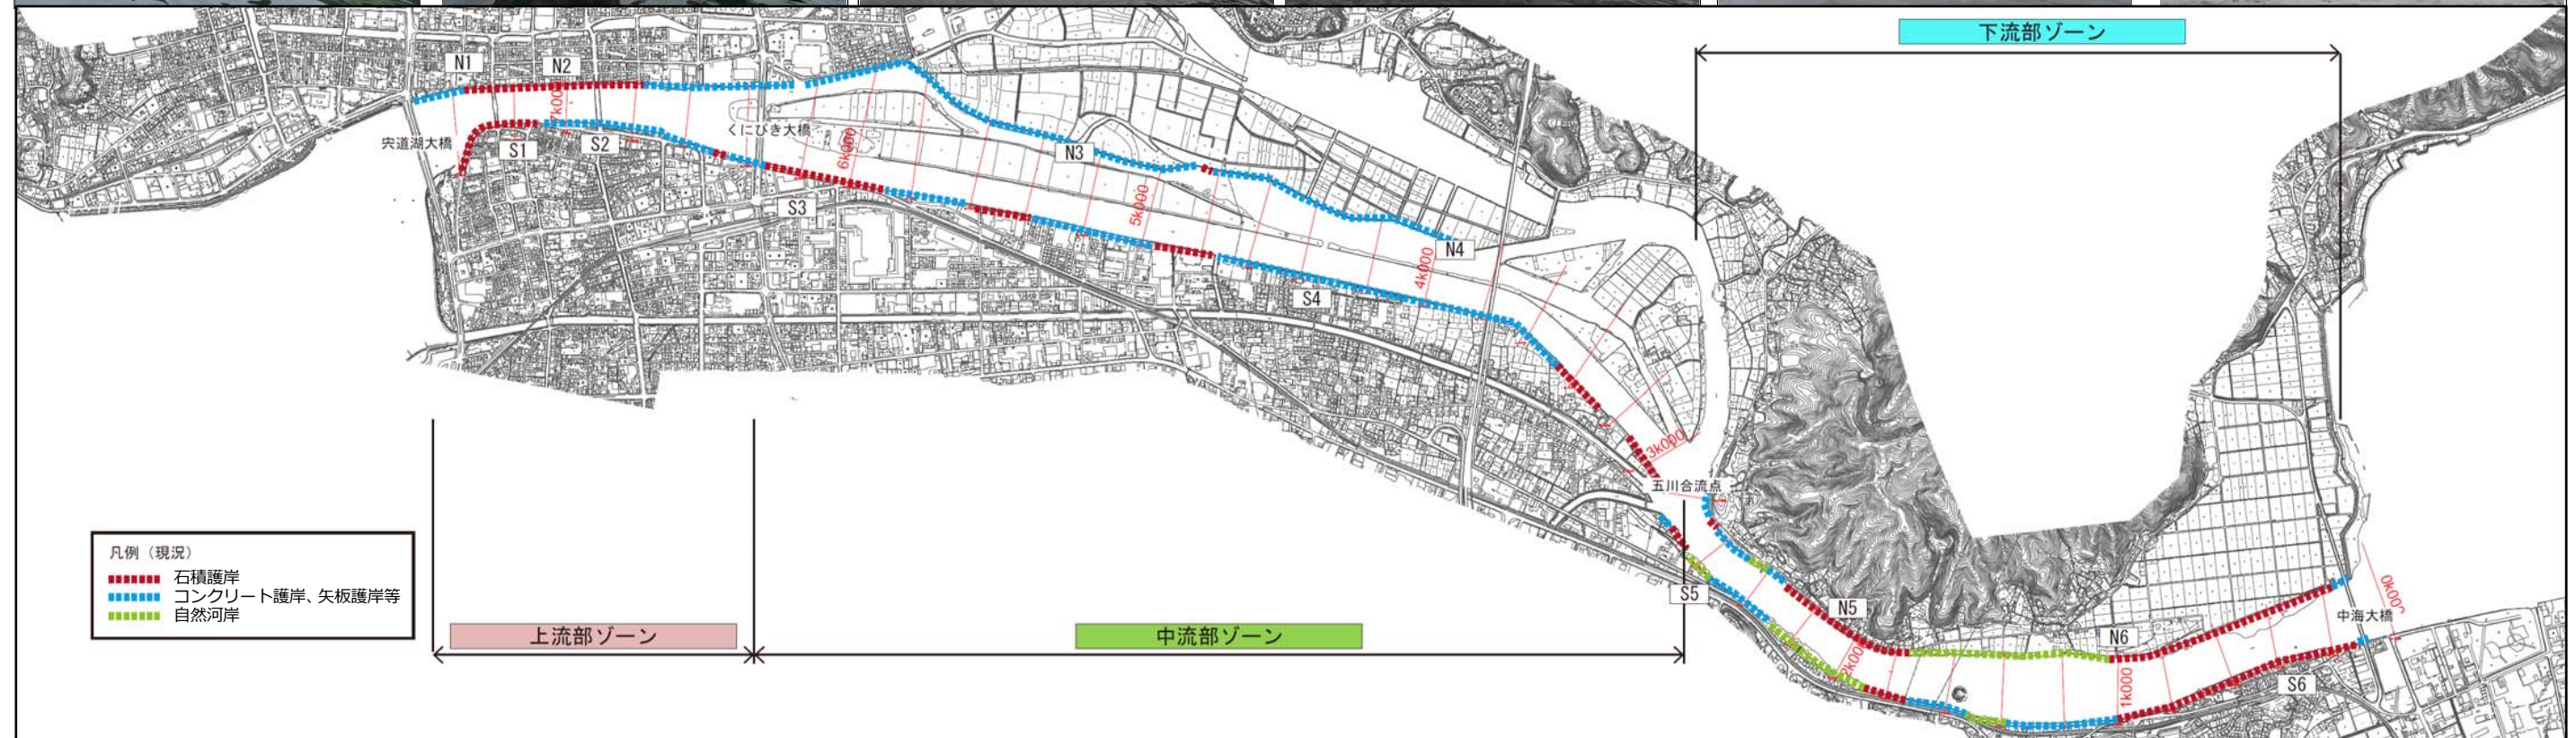 下流部ゾーン
N1
N2
7k000
宍道湖大橋
S1
S2
くにびき大橋
6k000
S3
N3
5k000
N4
4k000
S4
3k000
五川合流点
凡例（現況）
石積護岸
コンクリート護岸、矢板護岸等
自然河岸
上流部ゾーン
中流部ゾーン
S5
N5
2k000
N6
1k000
S6
0k000
中海大橋